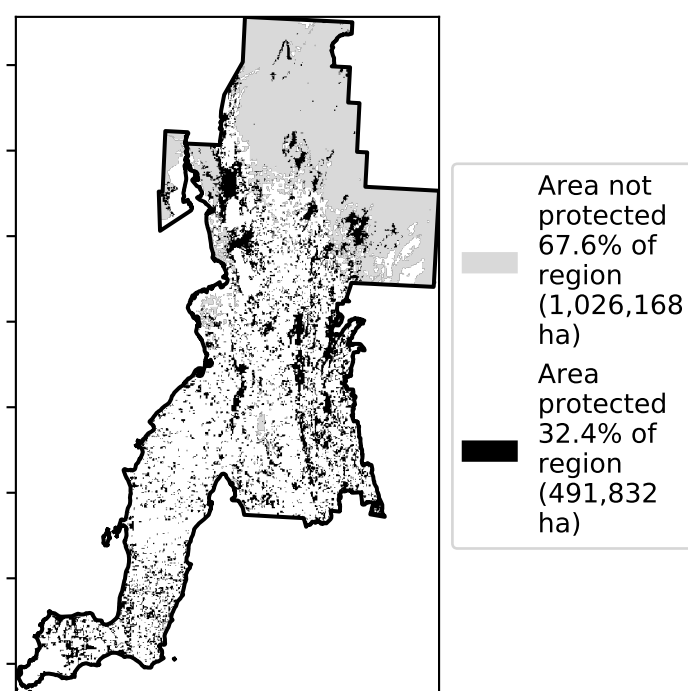 Area not
protected
67.6% of
region
(1,026,168
ha)
Area
protected
32.4% of
region
(491,832
ha)